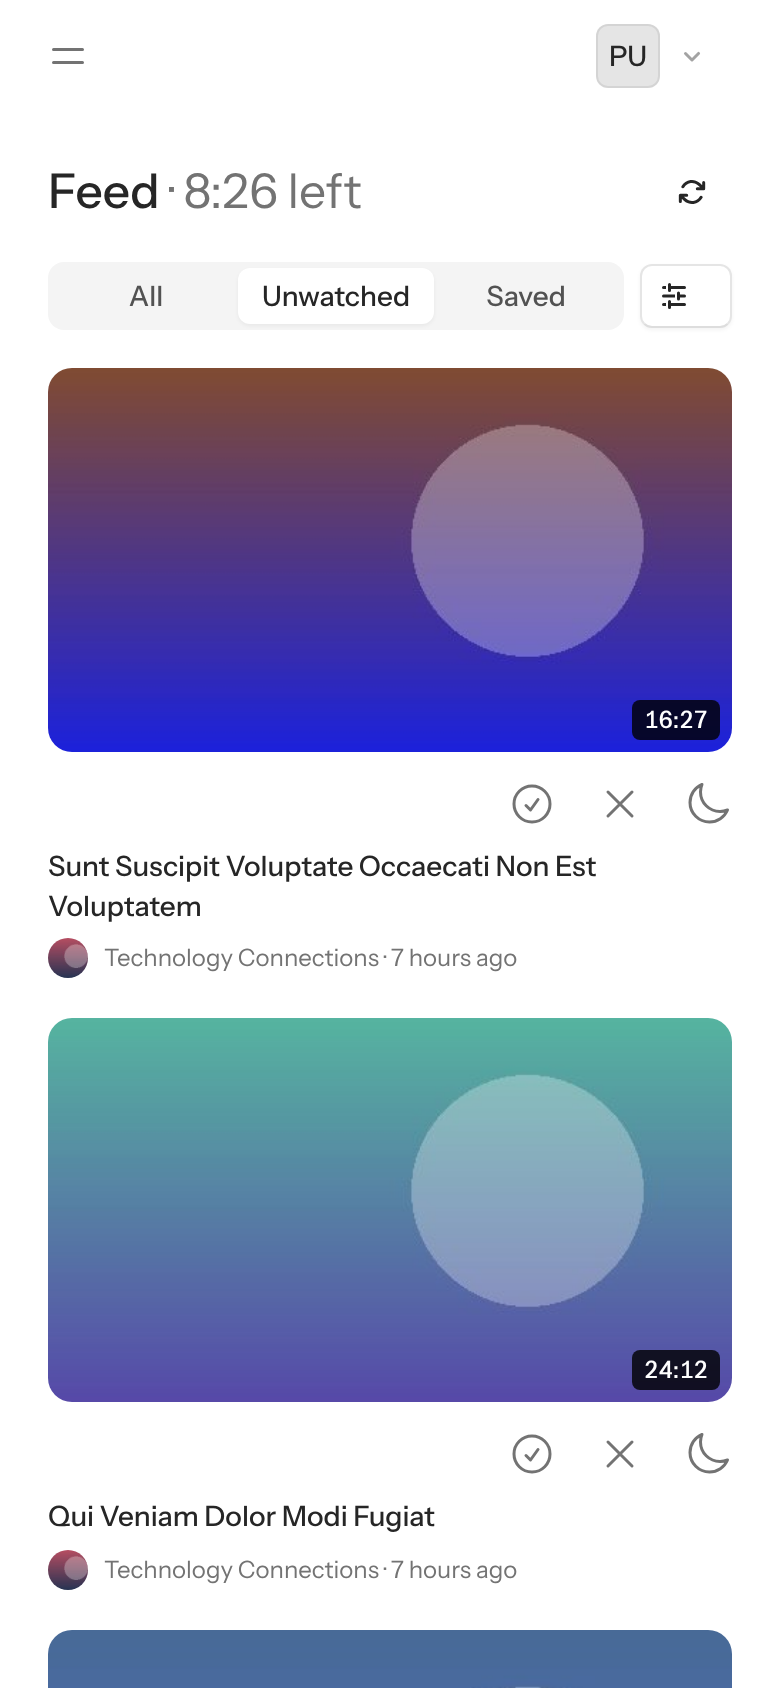 PU
Feed · 8:26 left
All
Unwatched
Saved
16:27
Sunt Suscipit Voluptate Occaecati Non Est
Voluptatem
Technology Connections · 7 hours ago
24:12
Qui Veniam Dolor Modi Fugiat
Technology Connections · 7 hours ago